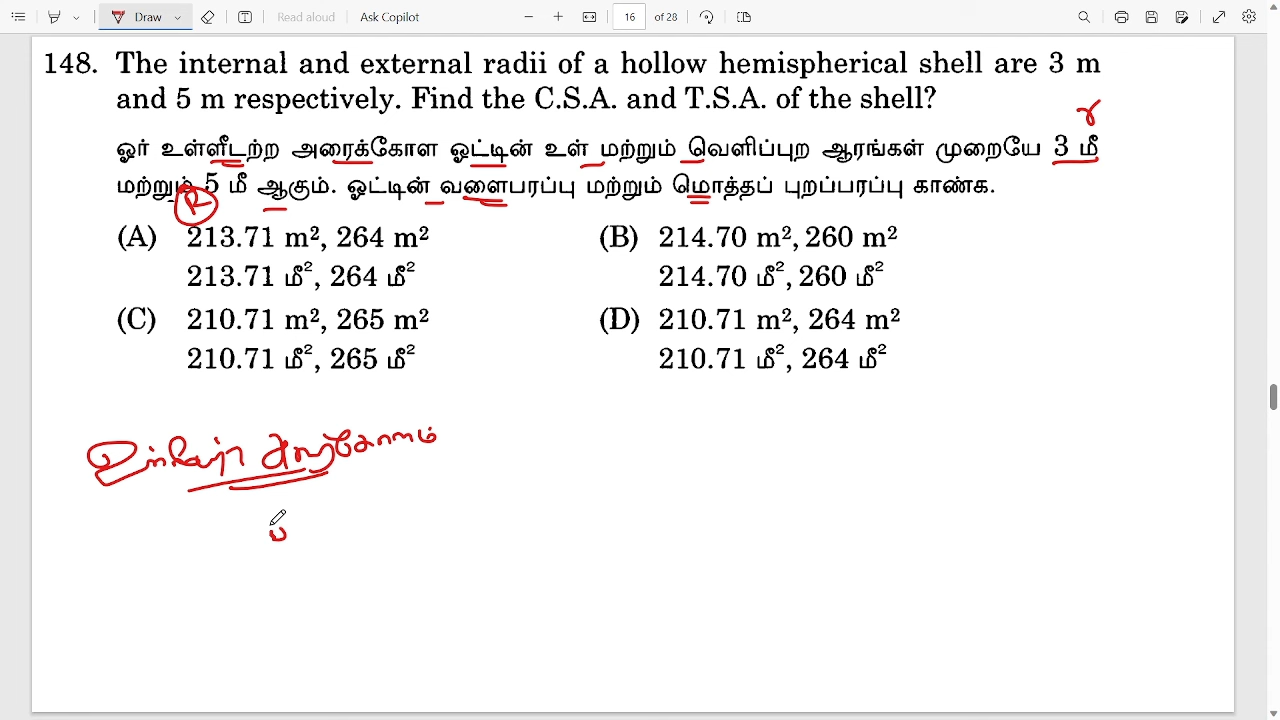 Draw Read aloud Ask Copilot 16 of 28
148. The internal and external radii of a hollow hemispherical shell are 3 m
and 5 m respectively. Find the C.S.A. and T.S.A. of the shell?
r
ஓர் உள்ளீடற்ற அரைக்கோள ஓட்டின் உள் மற்றும் வெளிப்புற ஆரங்கள் முறையே 3 மீ
மற்றும் 5 மீ ஆகும். ஓட்டின் வளைபரப்பு மற்றும் மொத்தப் புறப்பரப்பு காண்க.
R
(A) 213.71 m², 264 m² (B) 214.70 m², 260 m²
213.71 மீ², 264 மீ² 214.70 மீ², 260 மீ²
(C) 210.71 m², 265 m² (D) 210.71 m², 264 m²
210.71 மீ², 265 மீ² 210.71 மீ², 264 மீ²